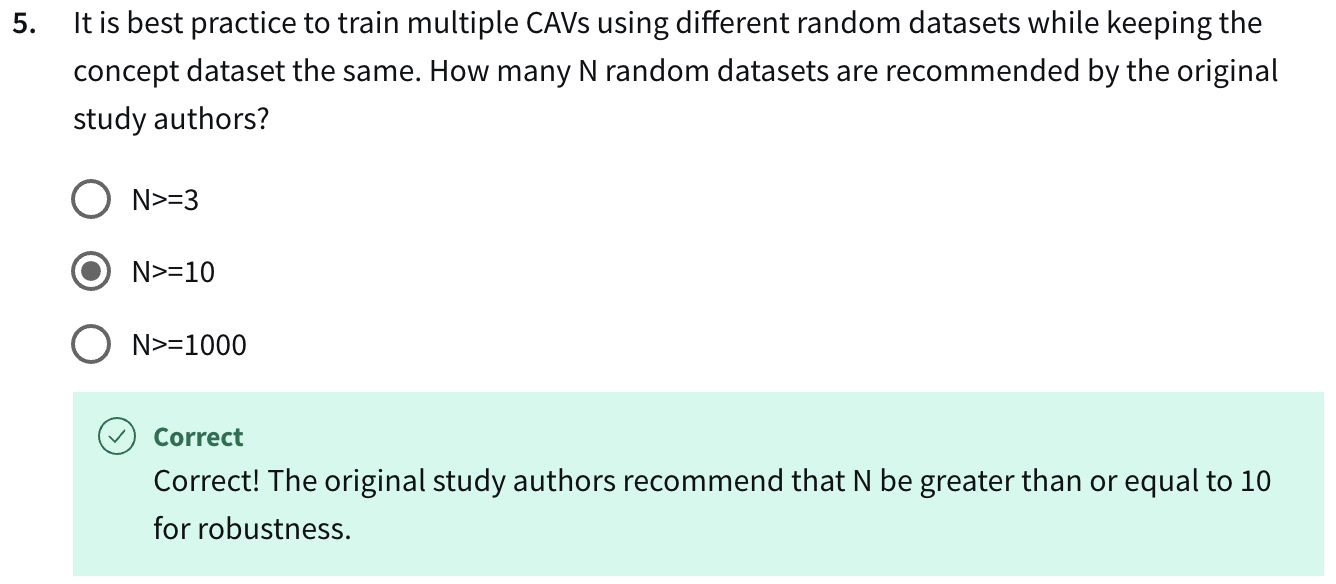 5. It is best practice to train multiple CAVs using different random datasets while keeping the
concept dataset the same. How many N random datasets are recommended by the original
study authors?
N>=3
N>=10
N>=1000
Correct
Correct! The original study authors recommend that N be greater than or equal to 10
for robustness.